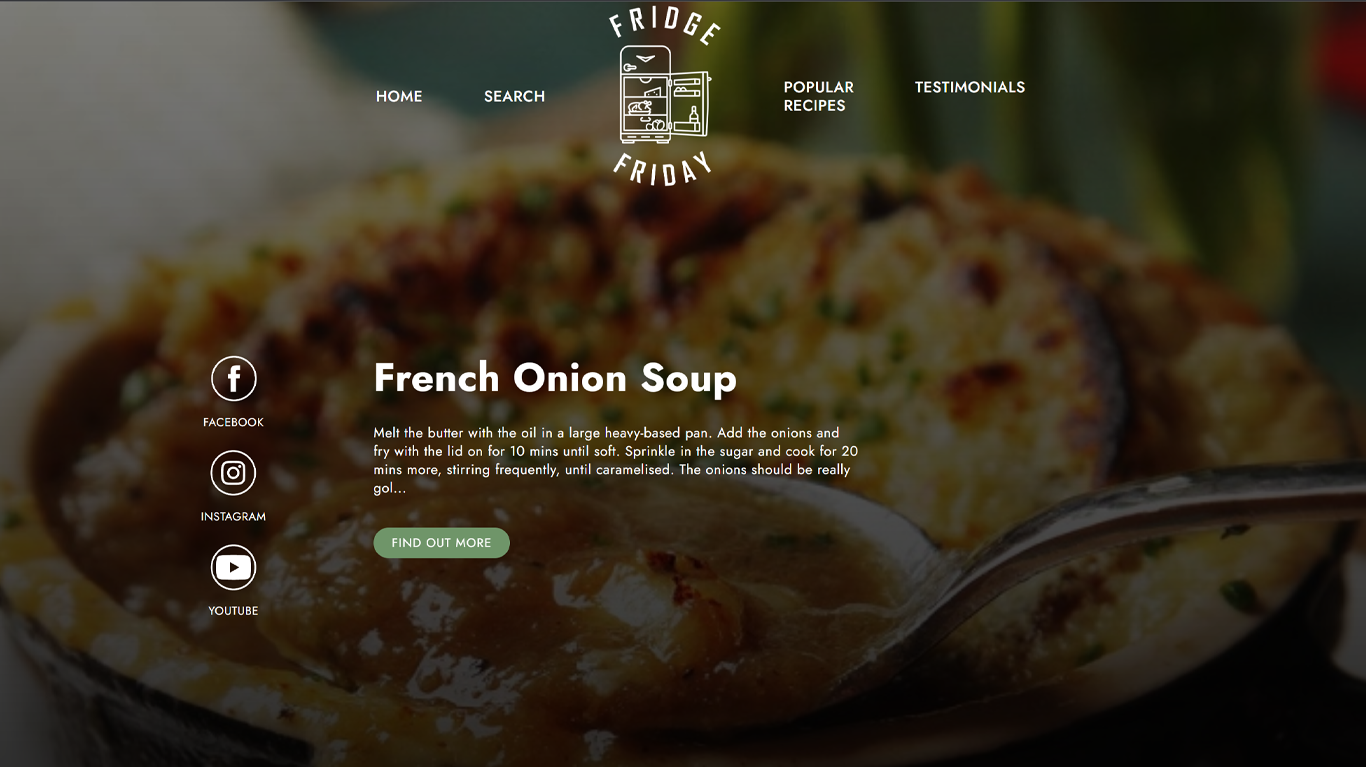 FRIDGE
HOME
SEARCH
POPULAR
RECIPES
TESTIMONIALS
FRIDAY
FACEBOOK
INSTAGRAM
YOUTUBE
French Onion Soup
Melt the butter with the oil in a large heavy-based pan. Add the onions and
fry with the lid on for 10 mins until soft. Sprinkle in the sugar and cook for 20
mins more, stirring frequently, until caramelised. The onions should be really
gol...
FIND OUT MORE